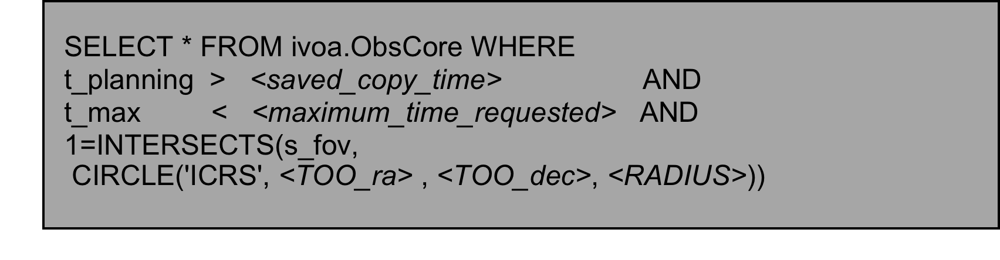 SELECT * FROM ivoa.ObsCore WHERE
t_planning > <saved_copy_time> AND
t_max < <maximum_time_requested> AND
1=INTERSECTS(s_fov,
CIRCLE('ICRS', <TOO_ra> , <TOO_dec>, <RADIUS>))